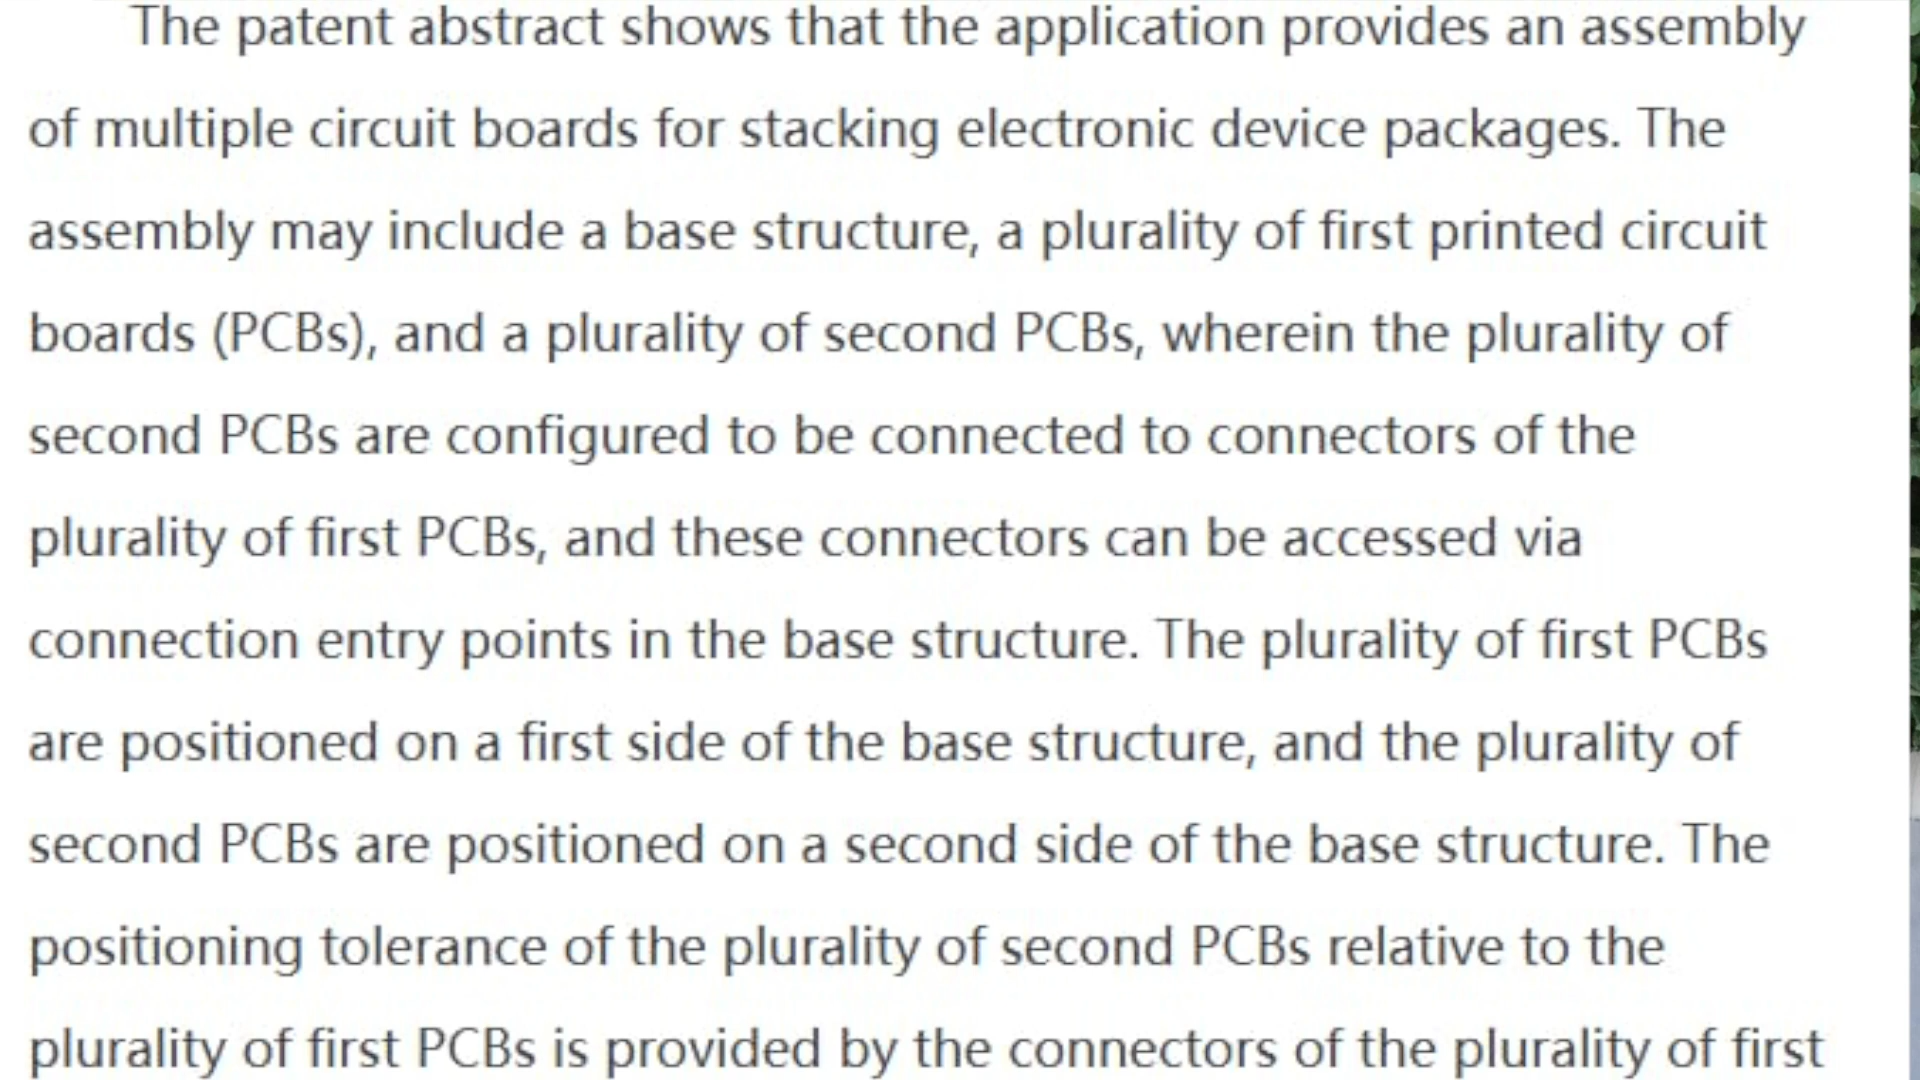 The patent abstract shows that the application provides an assembly
of multiple circuit boards for stacking electronic device packages. The
assembly may include a base structure, a plurality of first printed circuit
boards (PCBs), and a plurality of second PCBs, wherein the plurality of
second PCBs are configured to be connected to connectors of the
plurality of first PCBs, and these connectors can be accessed via
connection entry points in the base structure. The plurality of first PCBs
are positioned on a first side of the base structure, and the plurality of
second PCBs are positioned on a second side of the base structure. The
positioning tolerance of the plurality of second PCBs relative to the
plurality of first PCBs is provided by the connectors of the plurality of first